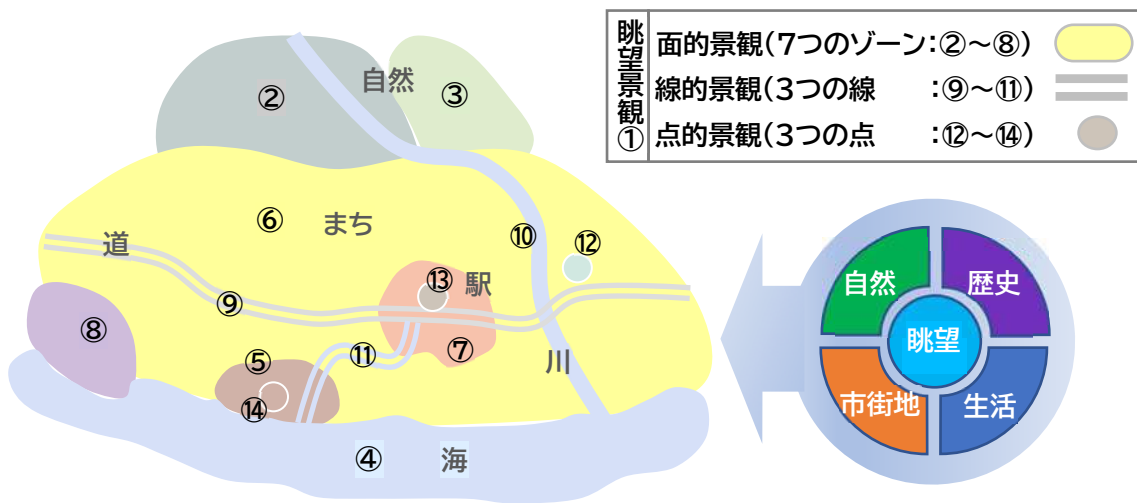 眺望景観①
面的景観(7つのゾーン:②~⑧)
線的景観(3つの線 :⑨~⑪)
点的景観(3つの点 :⑫~⑭)
自然
②
③
⑥
まち
⑩
⑫
道
⑬
駅
⑨
⑧
⑤
⑪
⑦
川
⑭
④
海
自然
歴史
眺望
市街地
生活